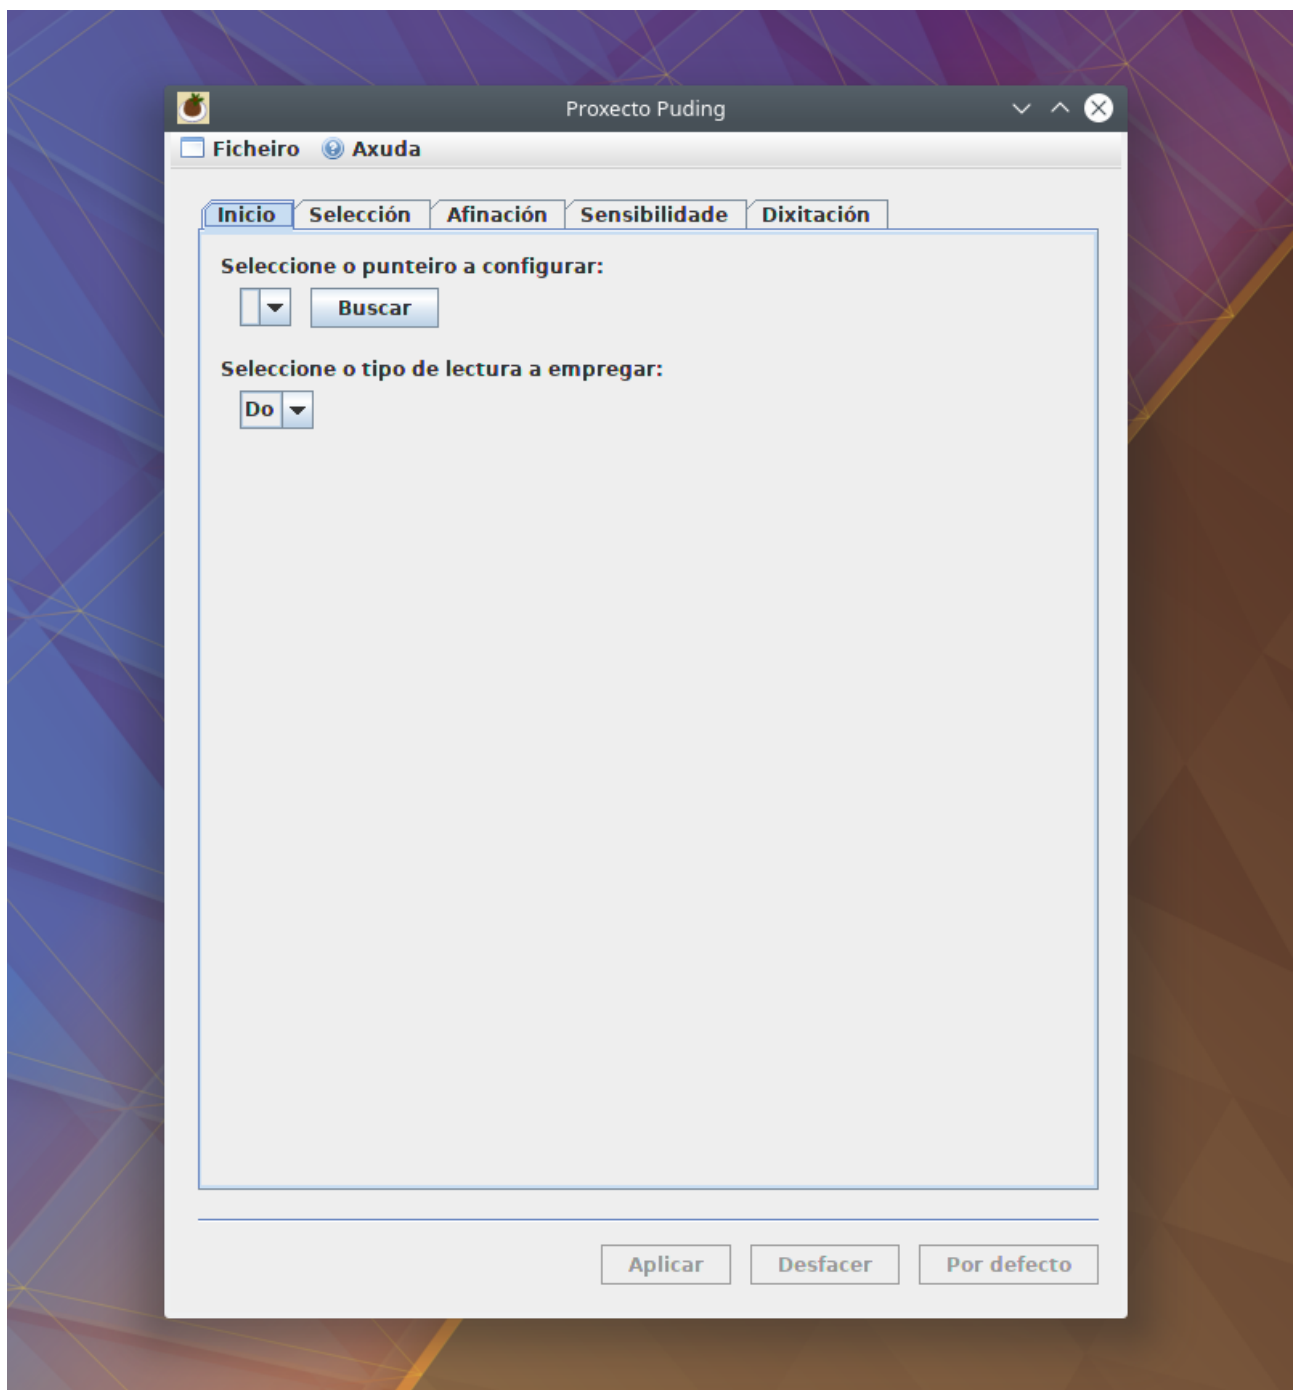 Proxecto Puding
Ficheiro Axuda
Inicio Selección Afinación Sensibilidade Dixitación
Seleccione o punteiro a configurar:
Buscar
Seleccione o tipo de lectura a empregar:
Do
Aplicar Desfacer Por defecto